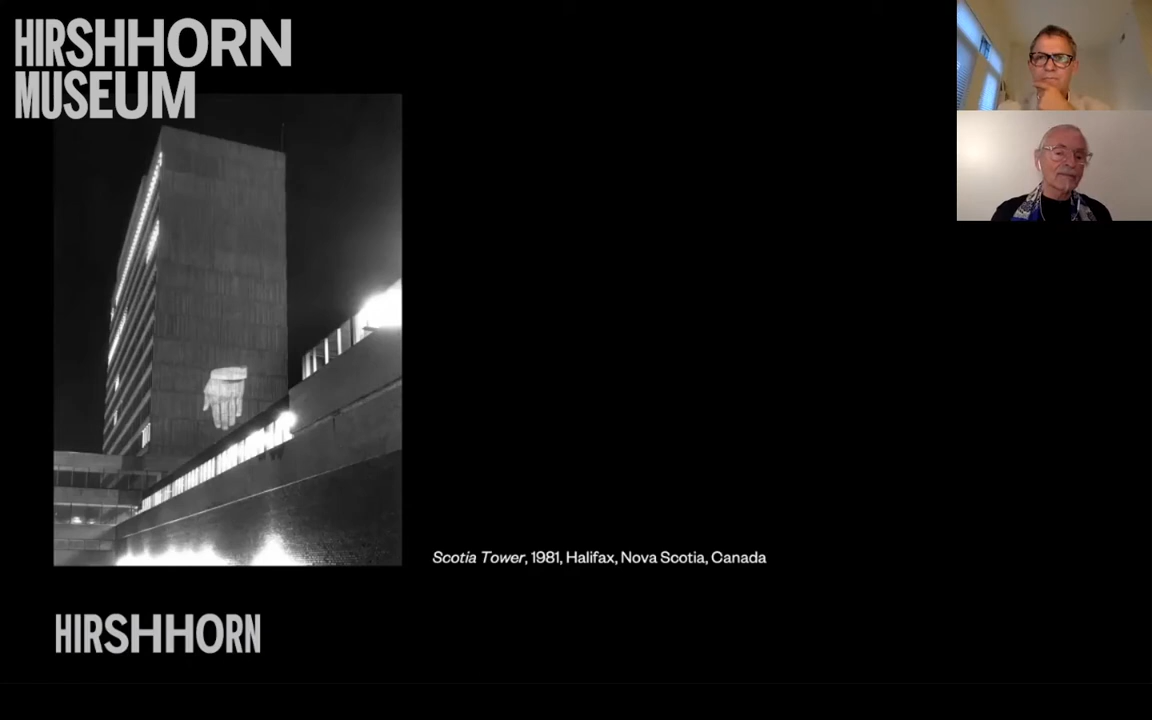 HIRSHHORN
MUSEUM
Scotia Tower, 1981, Halifax, Nova Scotia, Canada
HIRSHHORN